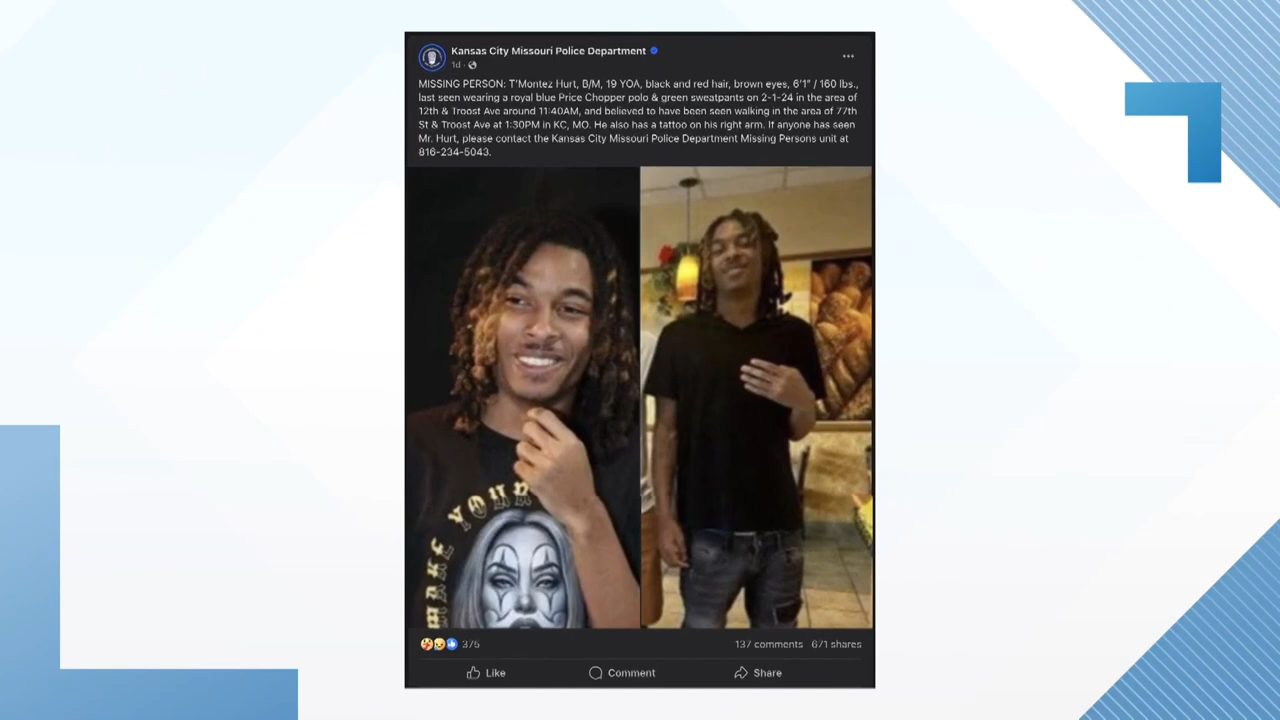 Kansas City Missouri Police Department
1d ·
MISSING PERSON: T'Montez Hurt, B/M, 19 YOA, black and red hair, brown eyes, 6'1" / 160 lbs.,
last seen wearing a royal blue Price Chopper polo & green sweatpants on 2-1-24 in the area of
12th & Troost Ave around 11:40AM, and believed to have been seen walking in the area of 77th
St & Troost Ave at 1:30PM in KC, MO. He also has a tattoo on his right arm. If anyone has seen
Mr. Hurt, please contact the Kansas City Missouri Police Department Missing Persons unit at
816-234-5043.
MAKE YOUR
375
137 comments 671 shares
Like Comment Share